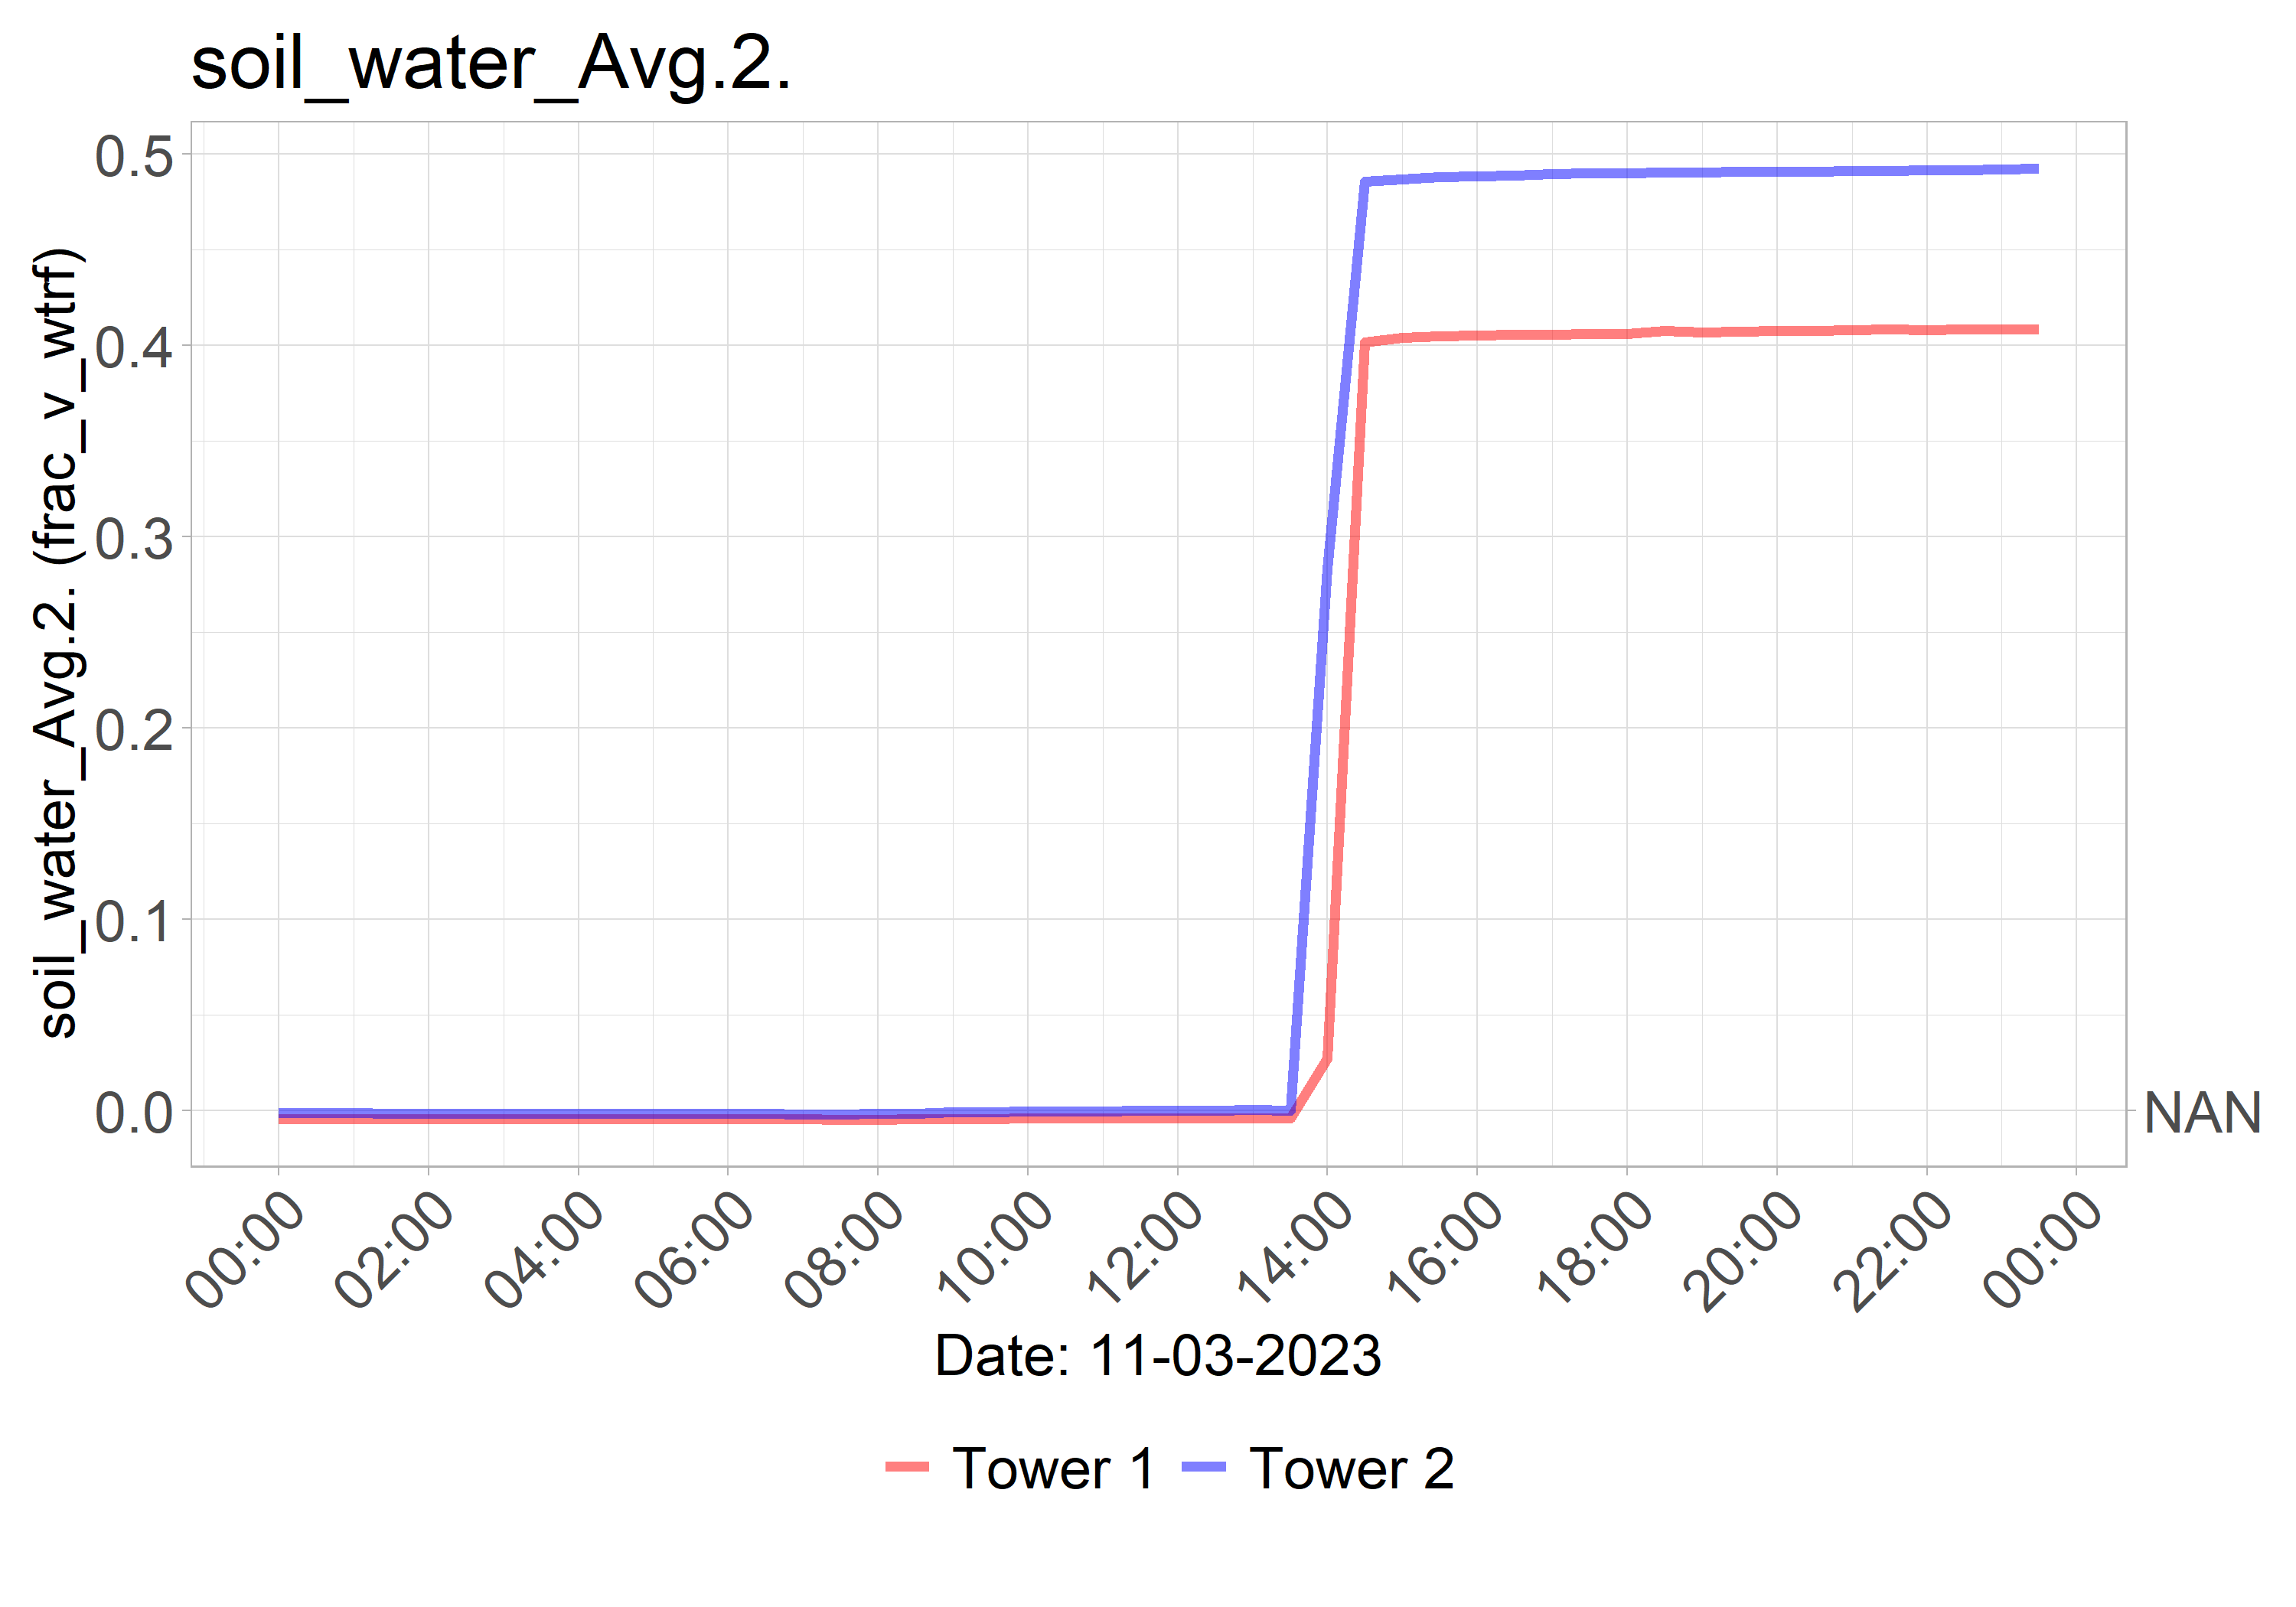 soil_water_Avg.2.
soil_water_Avg.2. (frac_v_wtrf)
0.5
0.4
0.3
0.2
0.1
0.0
NAN
00:00 02:00 04:00 06:00 08:00 10:00 12:00 14:00 16:00 18:00 20:00 22:00 00:00
Date: 11-03-2023
Tower 1 Tower 2